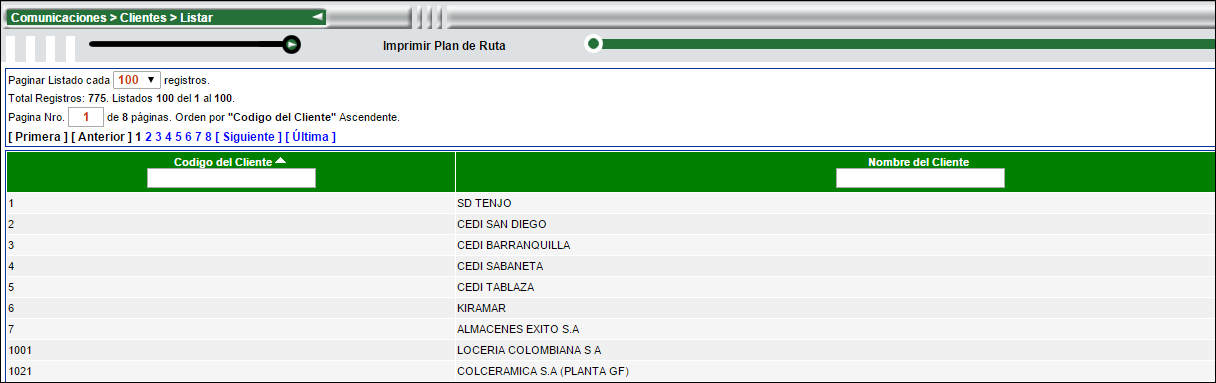 Comunicaciones > Clientes > Listar
Imprimir Plan de Ruta
Paginar Listado cada 100 registros.
Total Registros: 775. Listados 100 del 1 al 100.
Pagina Nro. 1 de 8 páginas. Orden por "Codigo del Cliente" Ascendente.
[ Primera ] [ Anterior ] 1 2 3 4 5 6 7 8 [ Siguiente ] [ Última ]
Codigo del Cliente Nombre del Cliente
1 SD TENJO
2 CEDI SAN DIEGO
3 CEDI BARRANQUILLA
4 CEDI SABANETA
5 CEDI TABLAZA
6 KIRAMAR
7 ALMACENES EXITO S.A
1001 LOCERIA COLOMBIANA S A
1021 COLCERAMICA S.A (PLANTA GF)